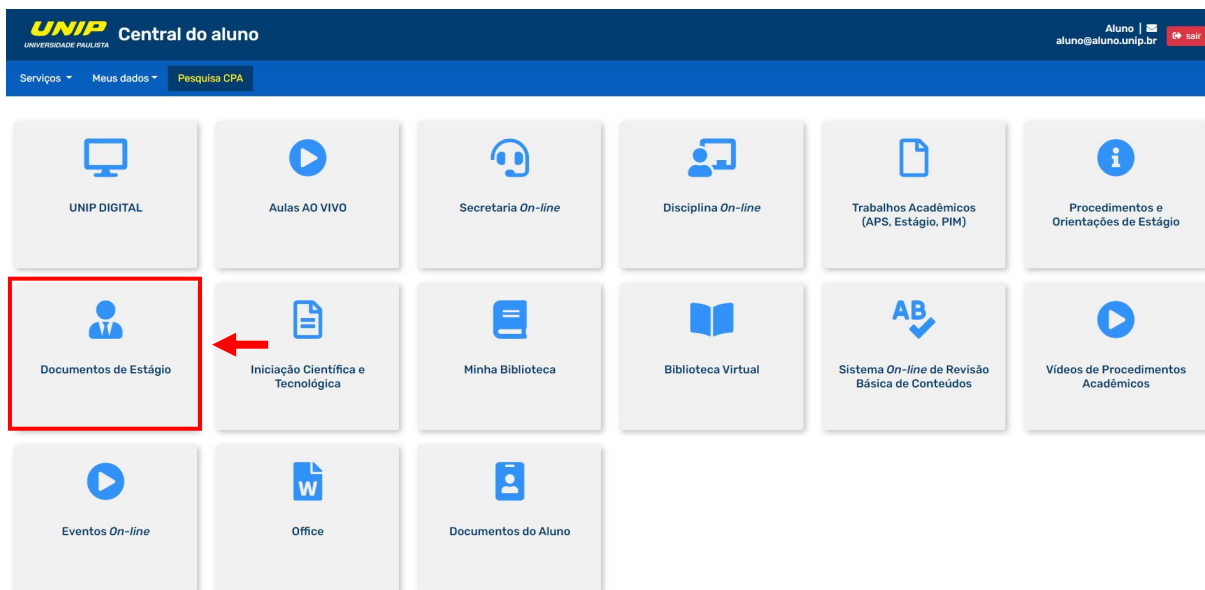 UNIP
UNIVERSIDADE PAULISTA
Central do aluno
Aluno |
aluno@aluno.unip.br
sair
Serviços
Meus dados
Pesquisa CPA
UNIP DIGITAL
Aulas AO VIVO
Secretaria On-line
Disciplina On-line
Trabalhos Acadêmicos
(APS, Estágio, PIM)
Procedimentos e
Orientações de Estágio
Documentos de Estágio
Iniciação Científica e
Tecnológica
Minha Biblioteca
Biblioteca Virtual
AB
Sistema On-line de Revisão
Básica de Conteúdos
Vídeos de Procedimentos
Acadêmicos
Eventos On-line
W
Office
Documentos do Aluno